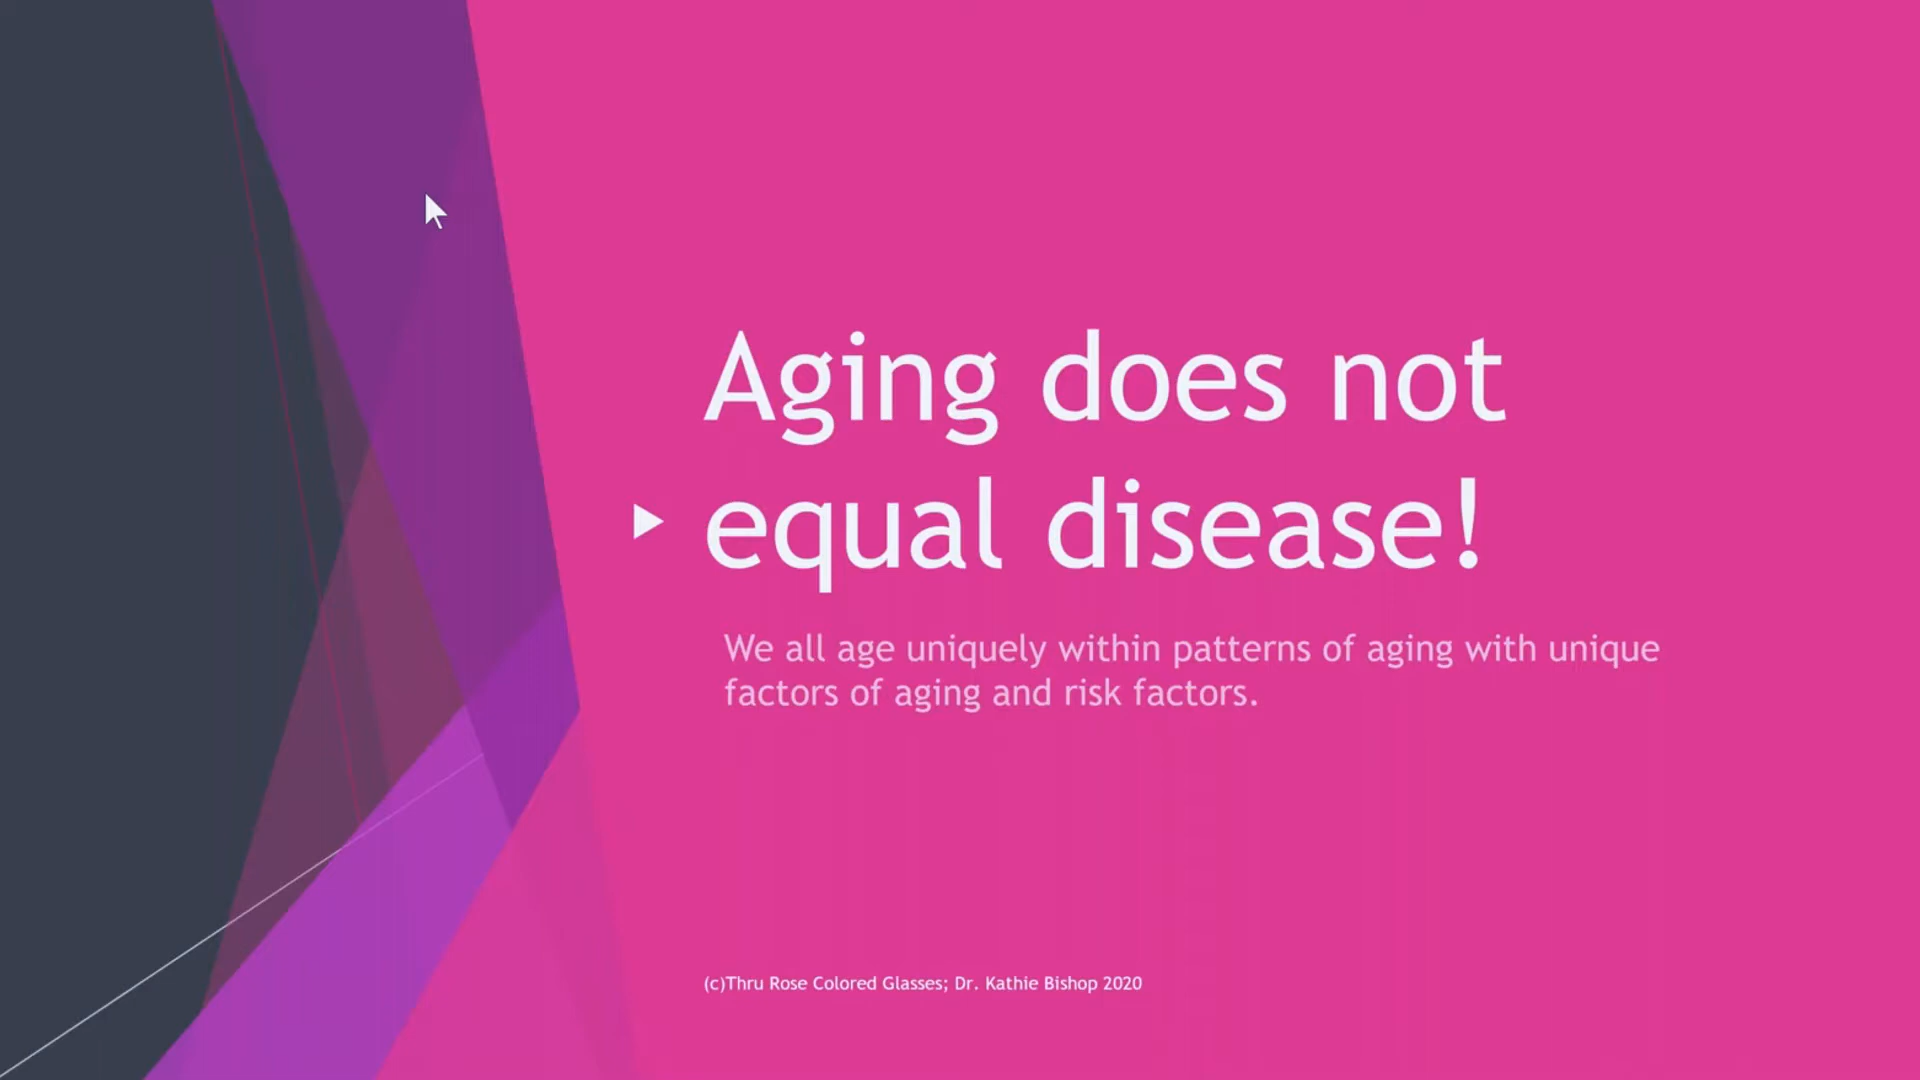 Aging does not
equal disease!
We all age uniquely within patterns of aging with unique
factors of aging and risk factors.
(c)Thru Rose Colored Glasses; Dr. Kathie Bishop 2020